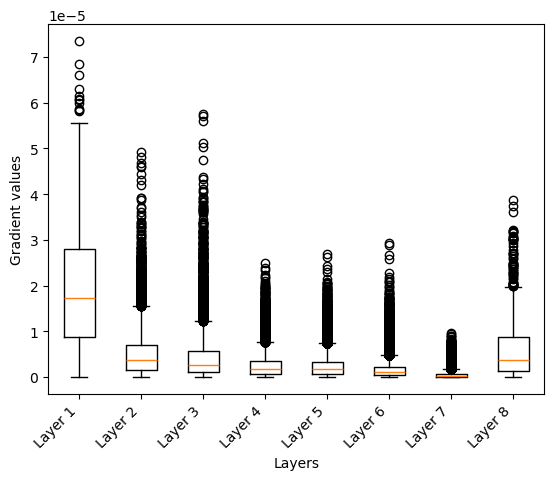 1e−5
7
6
5
4
3
2
1
0
Gradient values
Layer 1
Layer 2
Layer 3
Layer 4
Layer 5
Layer 6
Layer 7
Layer 8
Layers